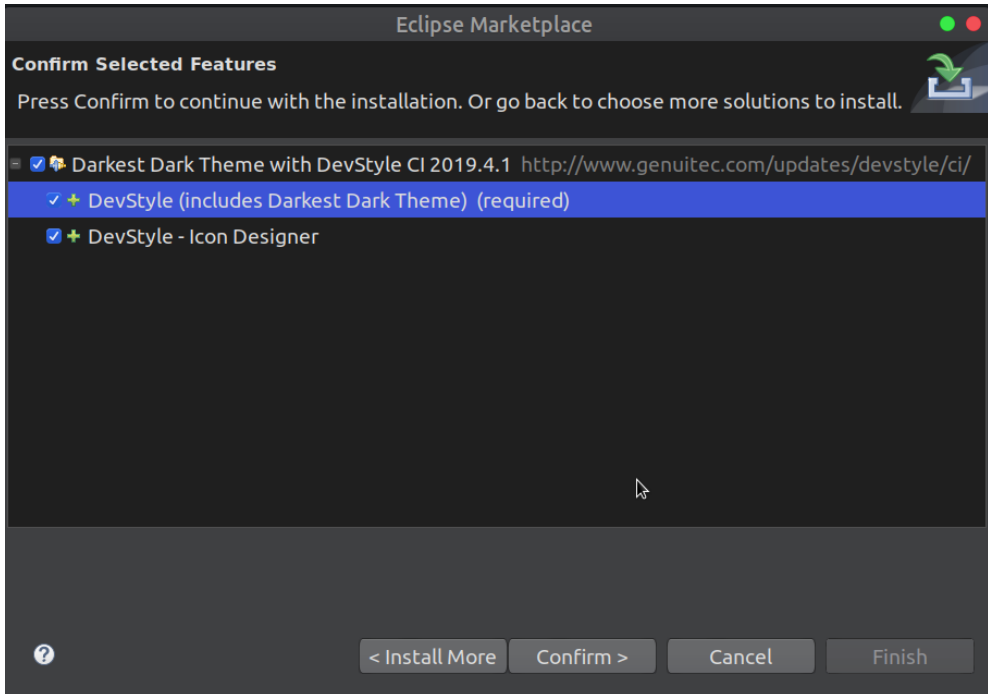 Eclipse Marketplace
Confirm Selected Features
Press Confirm to continue with the installation. Or go back to choose more solutions to install.
Darkest Dark Theme with DevStyle CI 2019.4.1 http://www.genuitec.com/updates/devstyle/ci/
DevStyle (includes Darkest Dark Theme) (required)
DevStyle - Icon Designer
? < Install More Confirm > Cancel Finish